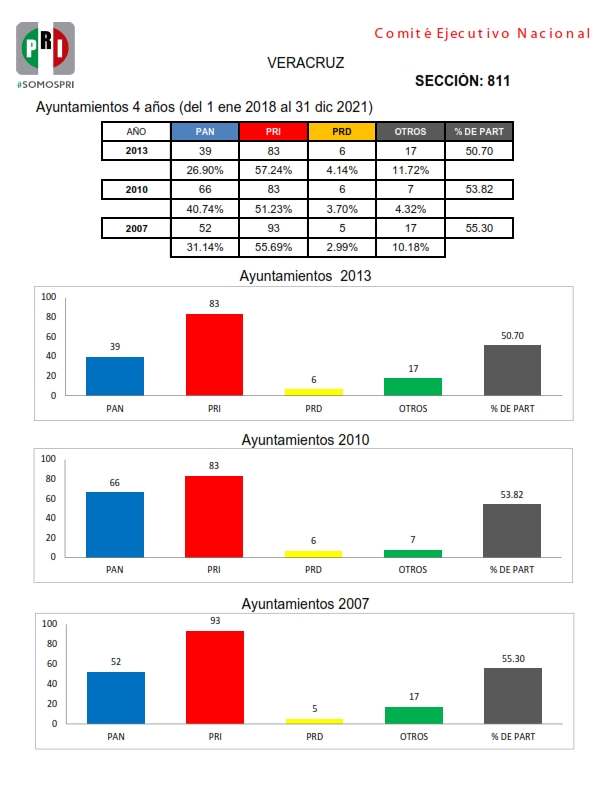 Comité Ejecutivo Nacional
PRI
#SOMOSPRI
VERACRUZ
SECCIÓN: 811
Ayuntamientos 4 años (del 1 ene 2018 al 31 dic 2021)
AÑO PAN PRI PRD OTROS % DE PART
2013 39 83 6 17 50.70
26.90% 57.24% 4.14% 11.72%
2010 66 83 6 7 53.82
40.74% 51.23% 3.70% 4.32%
2007 52 93 5 17 55.30
31.14% 55.69% 2.99% 10.18%
Ayuntamientos 2013
100
80
60
40
20
0
39 83 6 17 50.70
PAN PRI PRD OTROS % DE PART
Ayuntamientos 2010
100
80
60
40
20
0
66 83 6 7 53.82
PAN PRI PRD OTROS % DE PART
Ayuntamientos 2007
100
80
60
40
20
0
52 93 5 17 55.30
PAN PRI PRD OTROS % DE PART